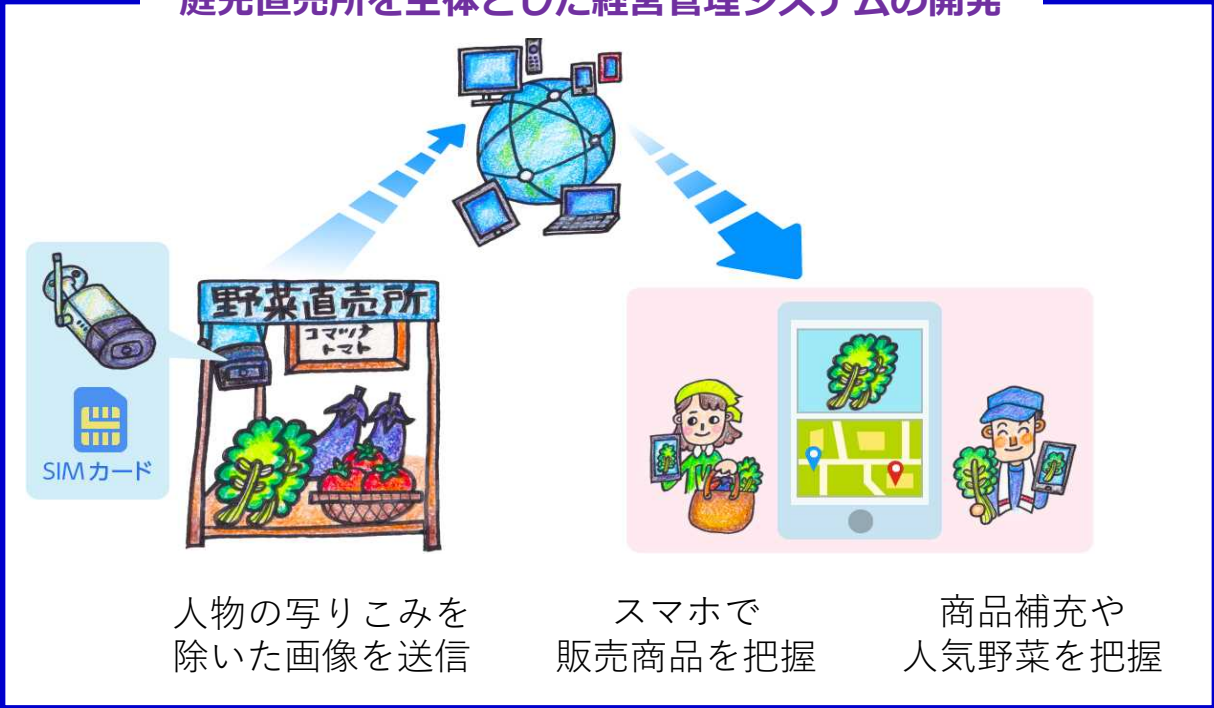 庭先直売所を主体とした経営管理システムの開発
野菜直売所
コマツナ
トマト
SIMカード
人物の写りこみを
除いた画像を送信
スマホで
販売商品を把握
商品補充や
人気野菜を把握